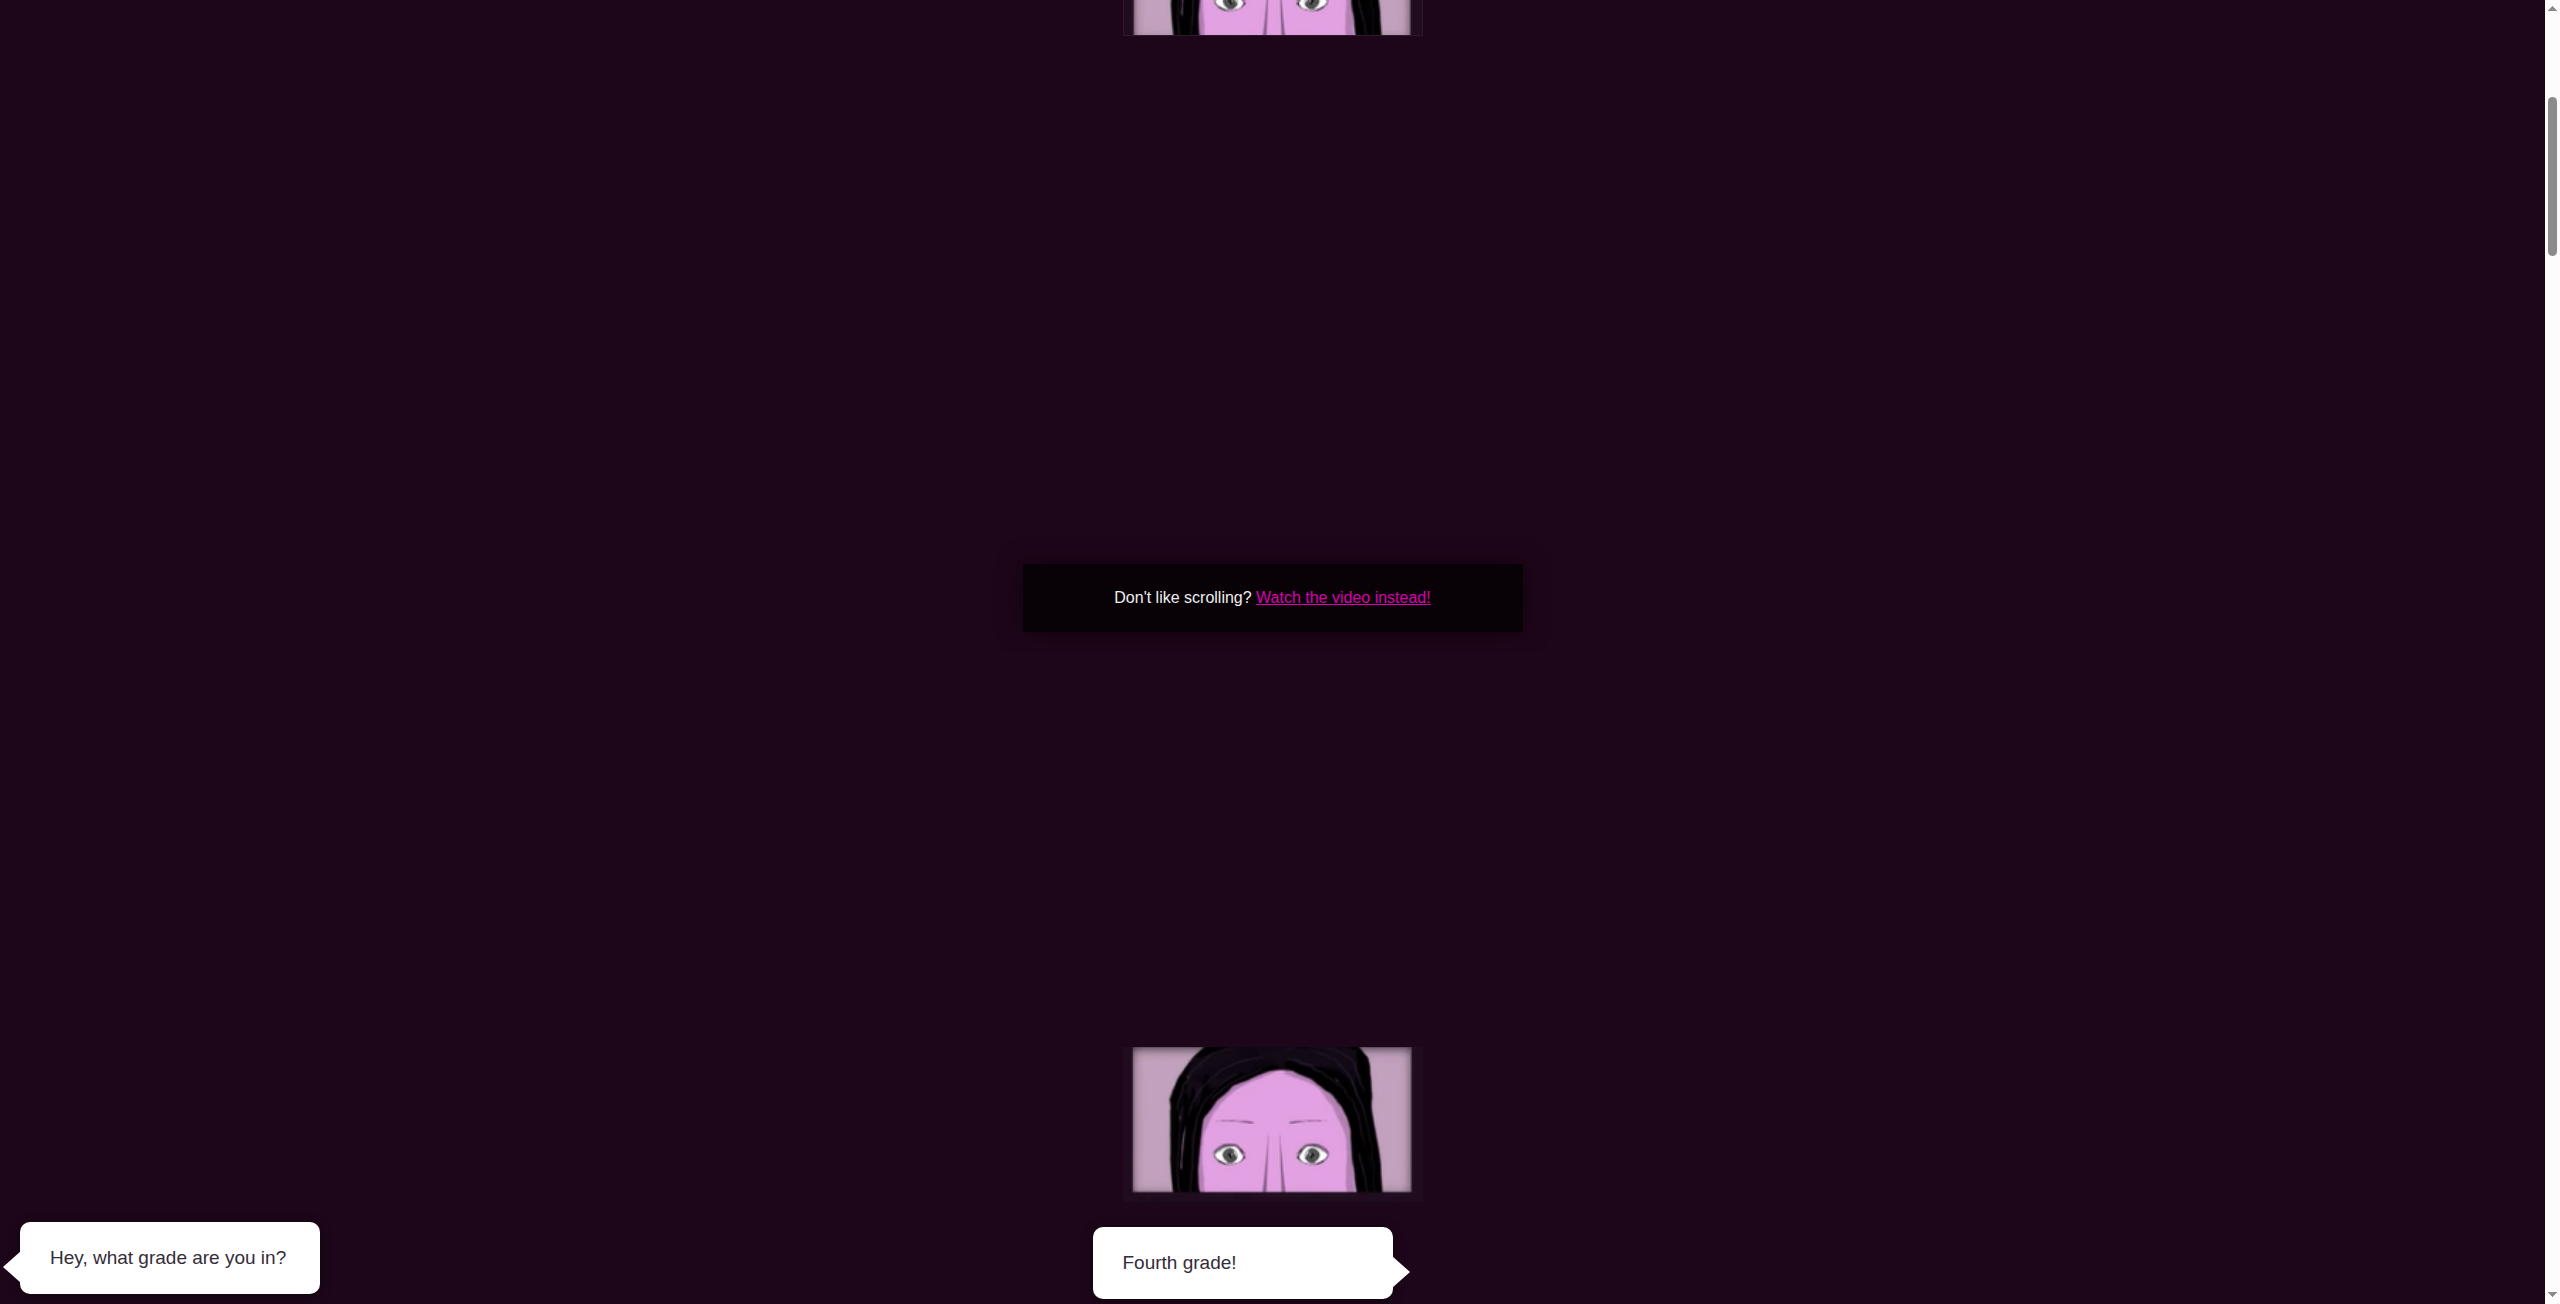 Don't like scrolling? Watch the video instead!
Hey, what grade are you in?
Fourth grade!